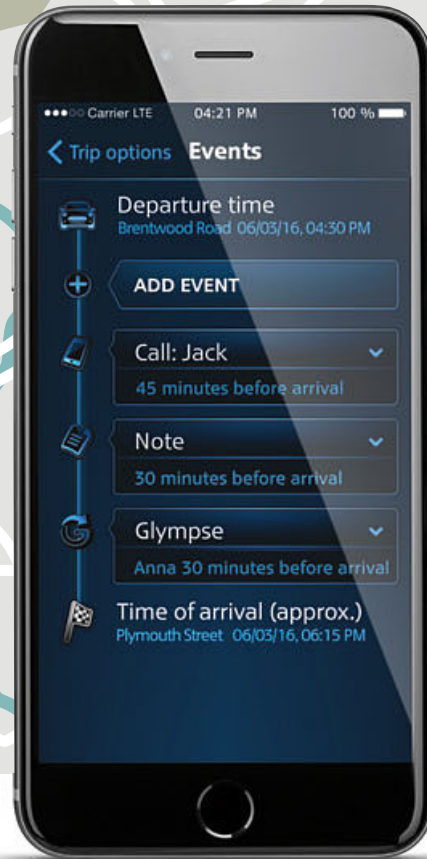 Carrier LTE 04:21 PM 100 %
Trip options Events
Departure time
Brentwood Road 06/03/16, 04:30 PM
ADD EVENT
Call: Jack
45 minutes before arrival
Note
30 minutes before arrival
Glympse
Anna 30 minutes before arrival
Time of arrival (approx.)
Plymouth Street 06/03/16, 06:15 PM